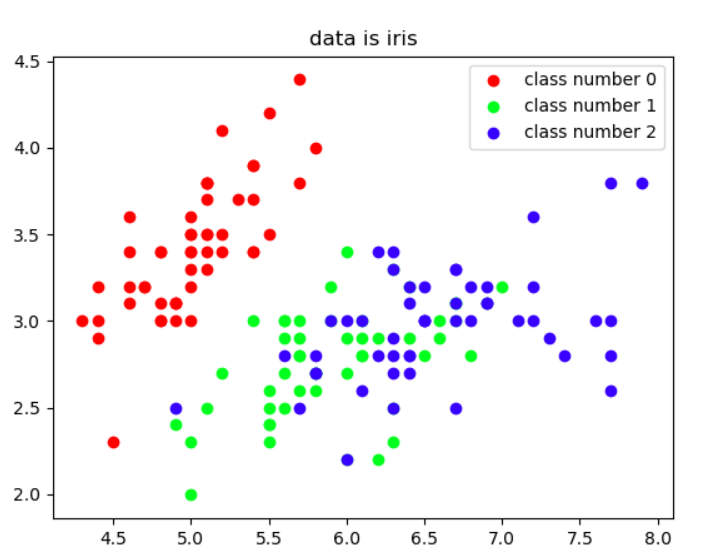 data is iris
4.5
class number 0
class number 1
class number 2
4.0
3.5
3.0
2.5
2.0
4.5 5.0 5.5 6.0 6.5 7.0 7.5 8.0